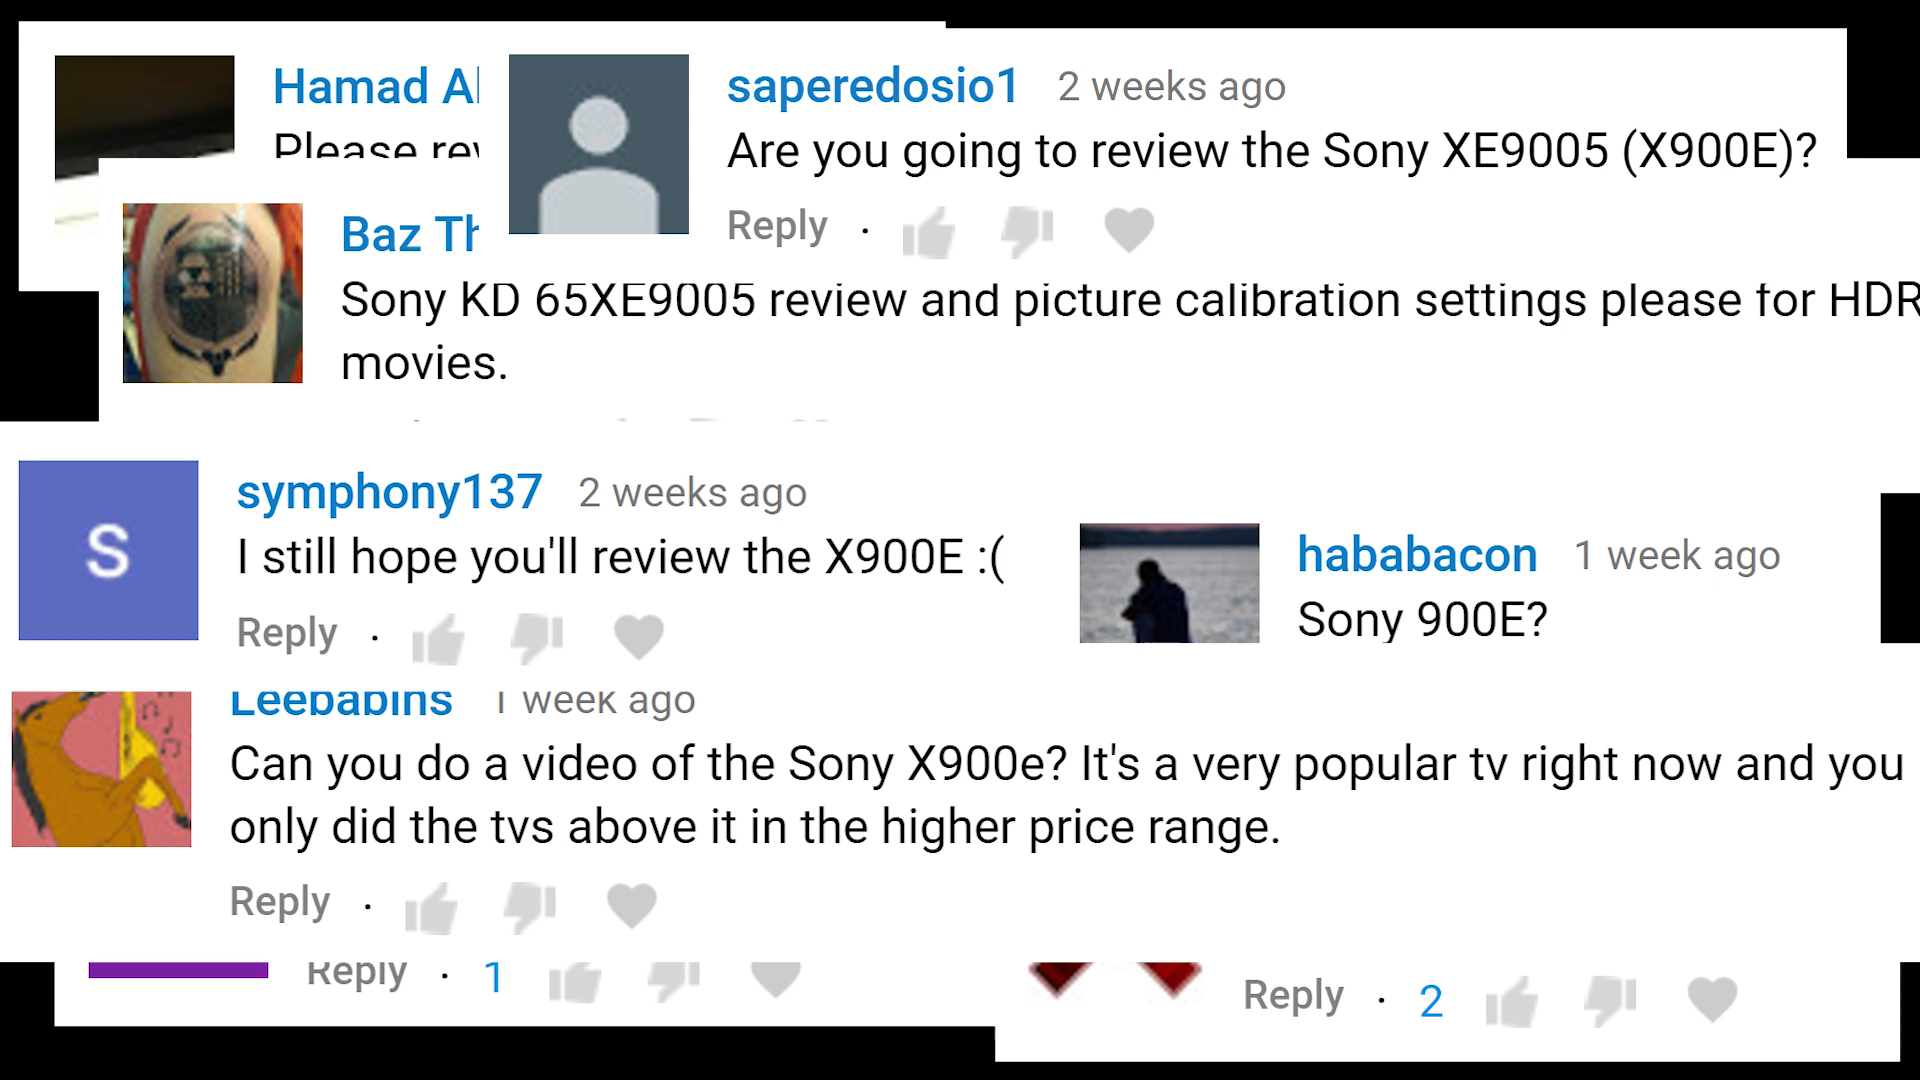 Hamad Al
saperedosio1 2 weeks ago
Please rev
Are you going to review the Sony XE9005 (X900E)?
Reply ·
Baz Th
Sony KD 65XE9005 review and picture calibration settings please for HDR
movies.
S
symphony137 2 weeks ago
I still hope you'll review the X900E :(
Reply ·
hababacon 1 week ago
Sony 900E?
Leebabins 1 week ago
Can you do a video of the Sony X900e? It's a very popular tv right now and you
only did the tvs above it in the higher price range.
Reply ·
Reply · 1
Reply · 2